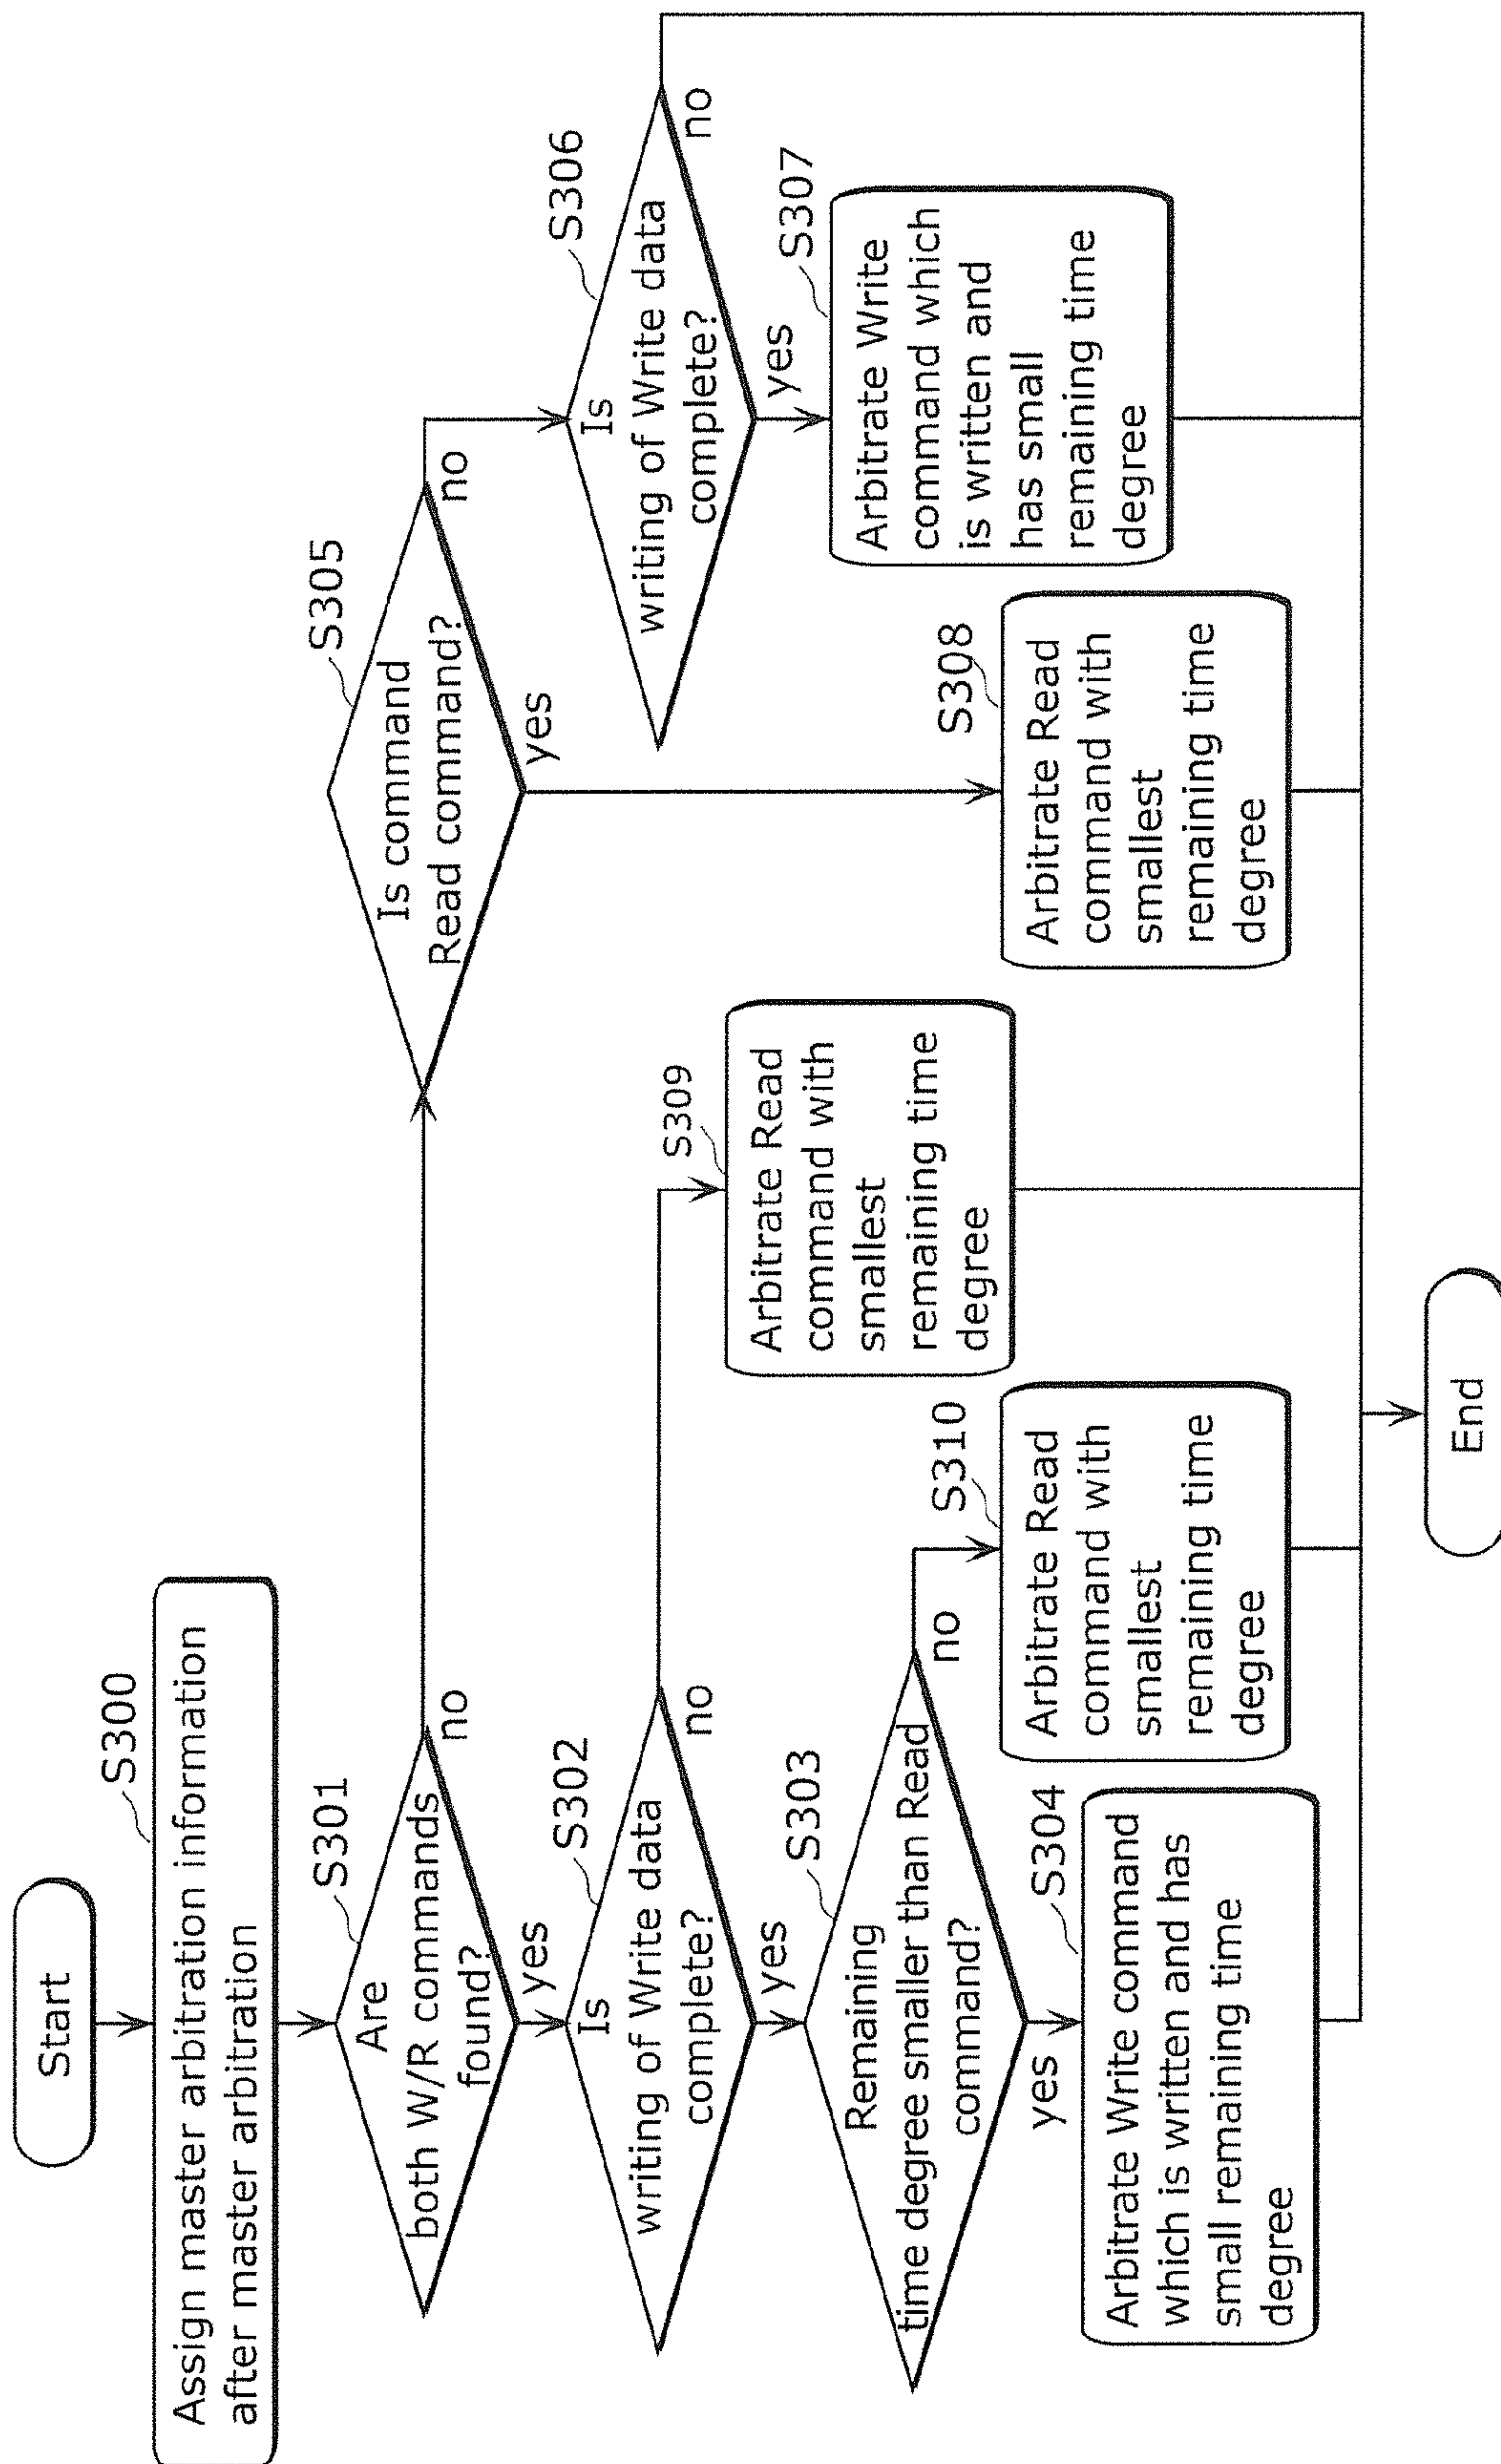 Start
S300
Assign master arbitration information
after master arbitration
S301
Are
both W/R commands
found?
no
yes
S302
Is
writing of Write data
complete?
no
yes
S303
Remaining
time degree smaller than Read
command?
no
yes
S304
Arbitrate Write command
which is written and has
small remaining time
degree
S310
Arbitrate Read
command with
smallest
remaining time
degree
S309
Arbitrate Read
command with
smallest
remaining time
degree
S305
Is command
Read command?
no
yes
S308
Arbitrate Read
command with
smallest
remaining time
degree
S306
Is
writing of Write data
complete?
no
yes
S307
Arbitrate Write
command which
is written and
has small
remaining time
degree
End